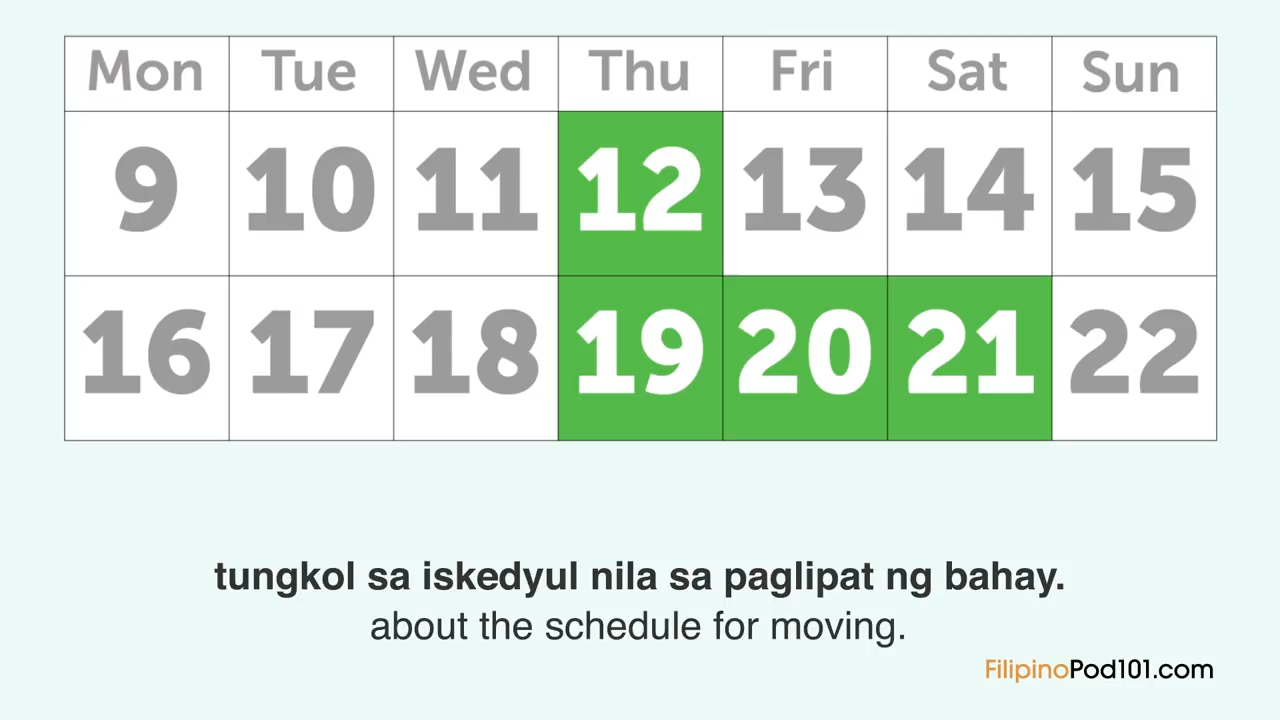 Mon Tue Wed Thu Fri Sat Sun
9 10 11 12 13 14 15
16 17 18 19 20 21 22
tungkol sa iskedyul nila sa paglipat ng bahay.
about the schedule for moving.
FilipinoPod101.com